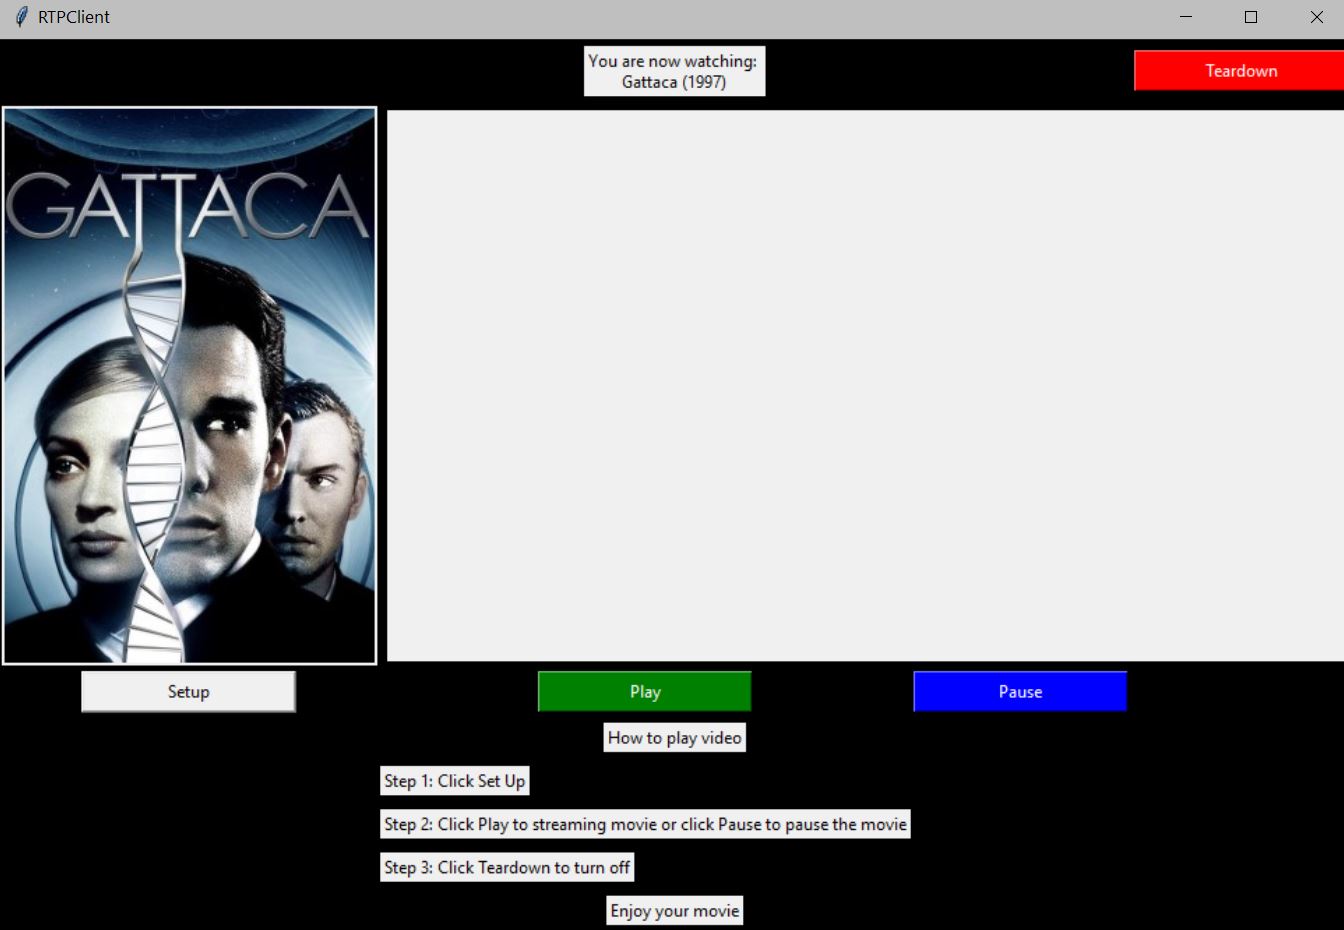 RTPClient
You are now watching:
Gattaca (1997)
Teardown
GATTACA
Setup
Play
Pause
How to play video
Step 1: Click Set Up
Step 2: Click Play to streaming movie or click Pause to pause the movie
Step 3: Click Teardown to turn off
Enjoy your movie